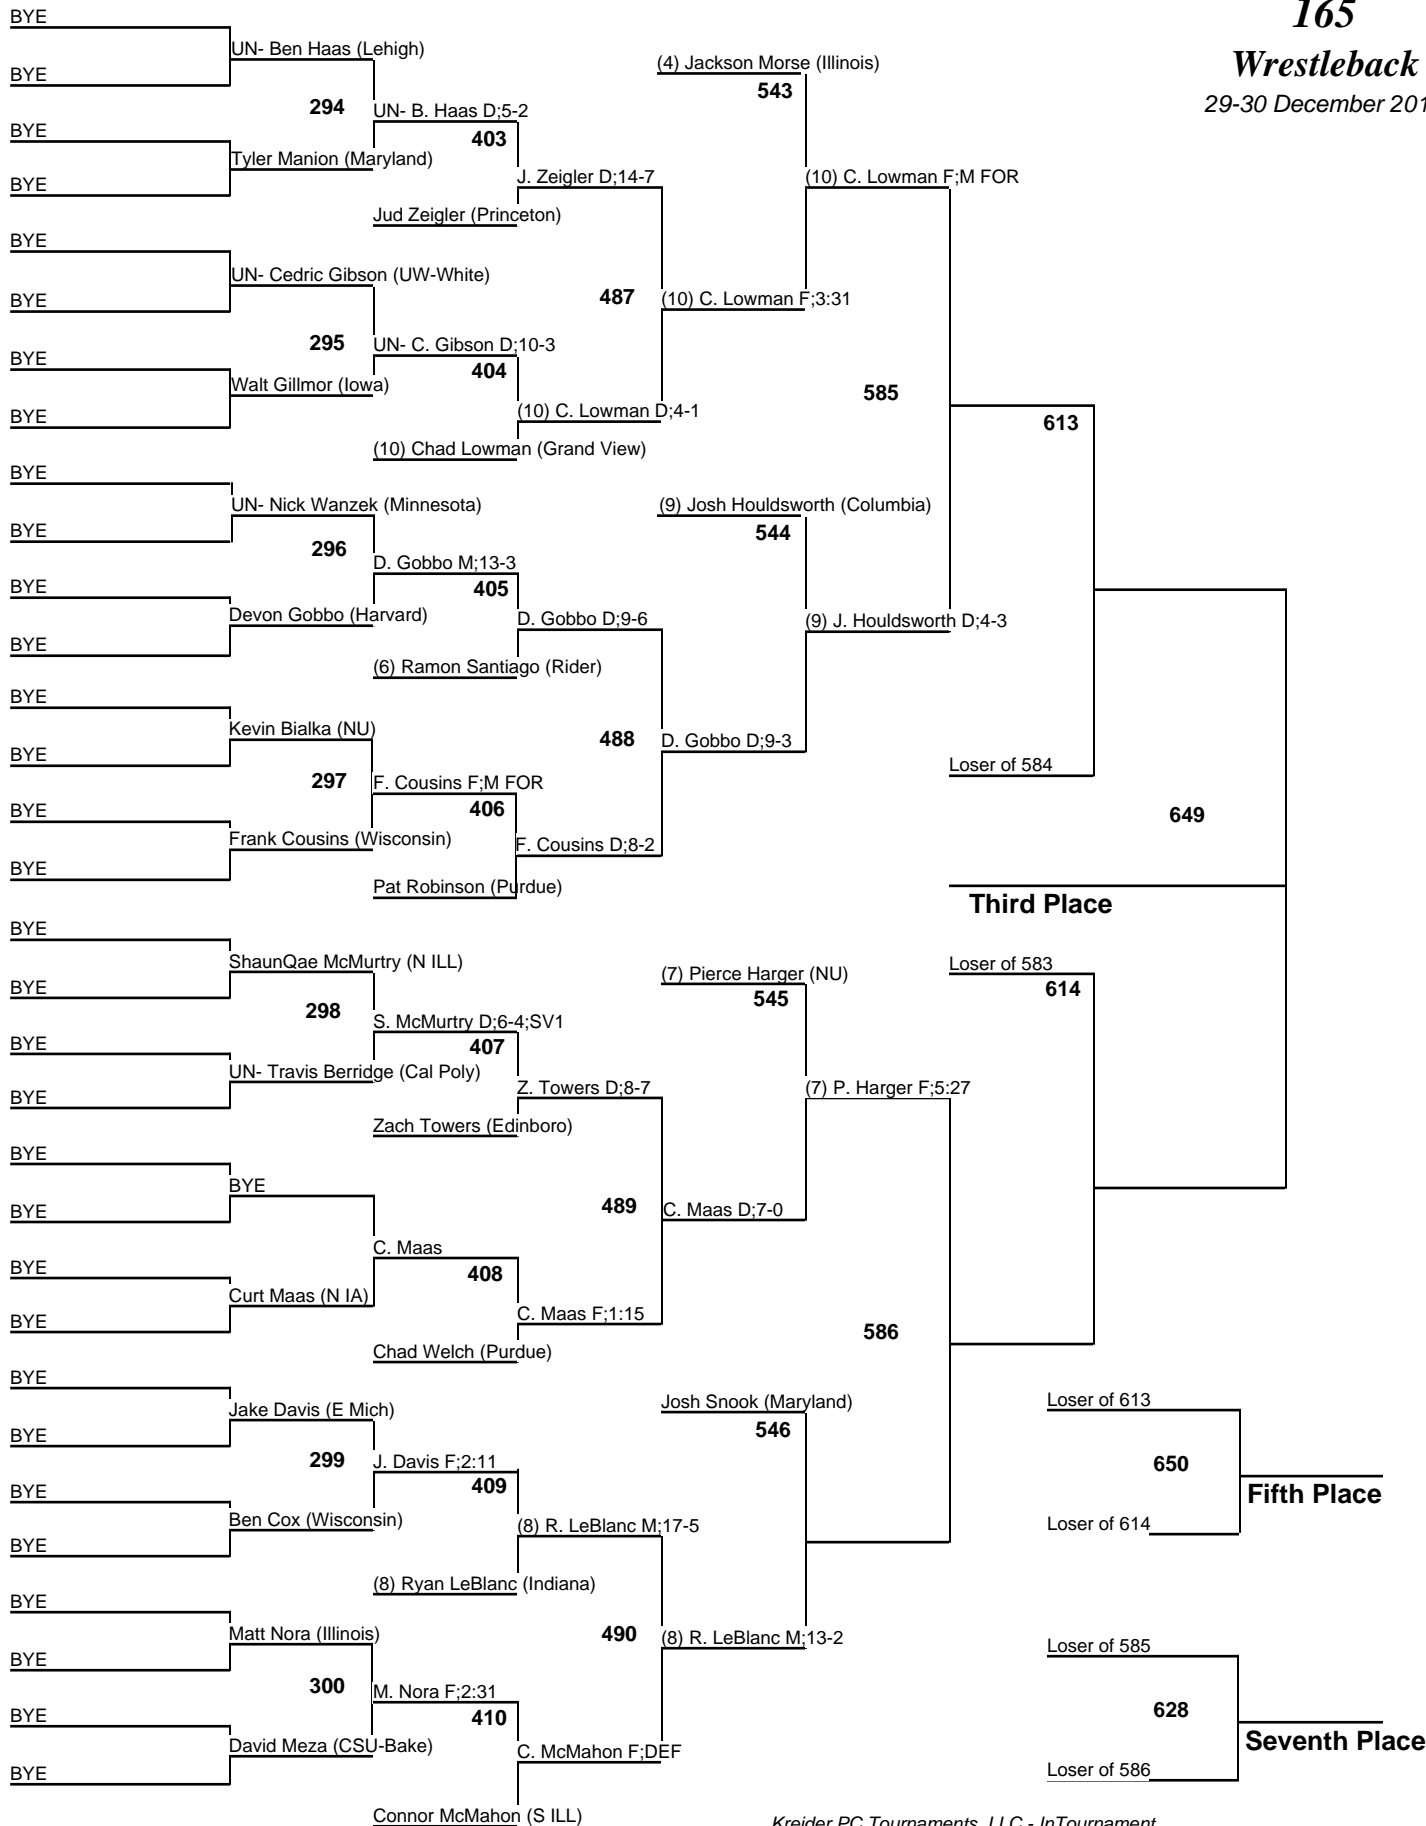 165
Wrestleback
29-30 December 201
BYE
UN- Ben Haas (Lehigh)
BYE
294
UN- B. Haas D;5-2
403
BYE
Tyler Manion (Maryland)
BYE
J. Zeigler D;14-7
Jud Zeigler (Princeton)
BYE
UN- Cedric Gibson (UW-White)
BYE
487
295
UN- C. Gibson D;10-3
404
BYE
Walt Gillmor (Iowa)
BYE
(10) C. Lowman D;4-1
(10) Chad Lowman (Grand View)
(4) Jackson Morse (Illinois)
543
(10) C. Lowman F;M FOR
(10) C. Lowman F;3:31
585
613
BYE
UN- Nick Wanzek (Minnesota)
BYE
296
D. Gobbo M;13-3
405
BYE
Devon Gobbo (Harvard)
BYE
D. Gobbo D;9-6
(6) Ramon Santiago (Rider)
BYE
Kevin Bialka (NU)
BYE
488
297
F. Cousins F;M FOR
406
BYE
Frank Cousins (Wisconsin)
BYE
F. Cousins D;8-2
Pat Robinson (Purdue)
(9) Josh Houldsworth (Columbia)
544
(9) J. Houldsworth D;4-3
D. Gobbo D;9-3
Loser of 584
649
Third Place
BYE
ShaunQae McMurtry (N ILL)
BYE
298
S. McMurtry D;6-4;SV1
407
BYE
UN- Travis Berridge (Cal Poly)
BYE
Z. Towers D;8-7
Zach Towers (Edinboro)
BYE
BYE
BYE
489
C. Maas
408
BYE
Curt Maas (N IA)
BYE
C. Maas F;1:15
Chad Welch (Purdue)
(7) Pierce Harger (NU)
545
(7) P. Harger F;5:27
C. Maas D;7-0
Loser of 583
614
586
BYE
Jake Davis (E Mich)
BYE
299
J. Davis F;2:11
409
BYE
Ben Cox (Wisconsin)
BYE
(8) R. LeBlanc M;17-5
(8) Ryan LeBlanc (Indiana)
BYE
Matt Nora (Illinois)
BYE
490
300
M. Nora F;2:31
410
BYE
David Meza (CSU-Bake)
BYE
C. McMahon F;DEF
Connor McMahon (S ILL)
Josh Snook (Maryland)
546
(8) R. LeBlanc M;13-2
Loser of 613
650
Fifth Place
Loser of 614
Loser of 585
628
Seventh Place
Loser of 586
Kreider PC Tournaments, LLC - InTournament